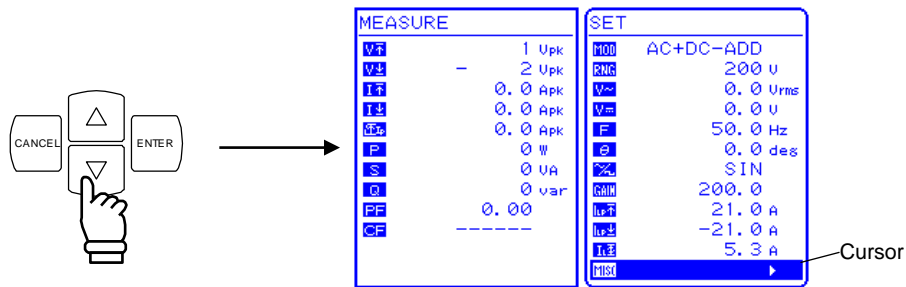 CANCEL
ENTER
MEASURE
V 1 Vpk
V - 2 Vpk
I 0.0 Apk
I 0.0 Apk
0.0 Apk
P 0 W
S 0 VA
Q 0 var
PF 0.00
CF ------
SET
MOD AC+DC-ADD
RNG 200 V
V~ 0.0 Vrms
V= 0.0 V
F 50.0 Hz
θ 0.0 deg
SIN
GAIN 200.0
21.0 A
-21.0 A
5.3 A
MISC
Cursor